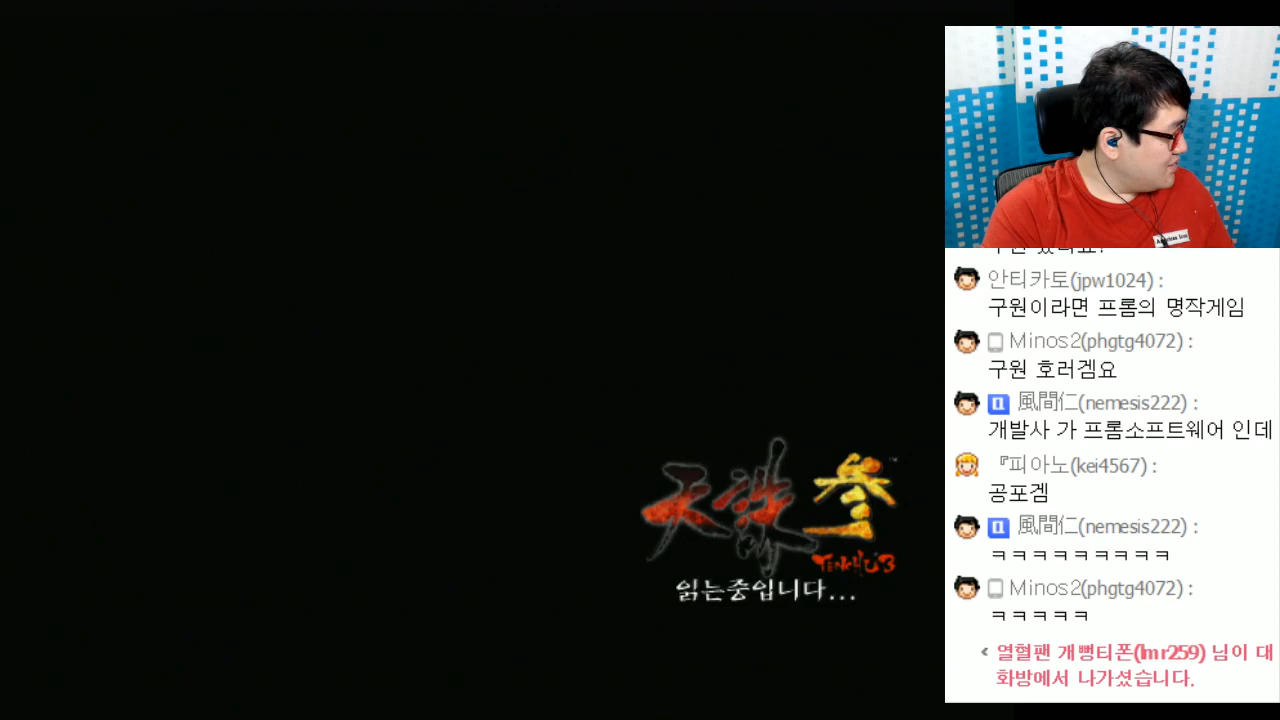 天誅 参
TENCHU 3
읽는중입니다...
안티카토(jpw1024) :
구원이라면 프롬의 명작게임
Minos2(phgtg4072) :
구원 호러겜요
n 風間仁(nemesis222) :
개발사 가 프롬소프트웨어 인데
『피아노(kei4567) :
공포겜
n 風間仁(nemesis222) :
ㅋㅋㅋㅋㅋㅋㅋㅋㅋ
Minos2(phgtg4072) :
ㅋㅋㅋㅋㅋ
열혈팬 개뻥티폰(lmr259) 님이 대
화방에서 나가셨습니다.